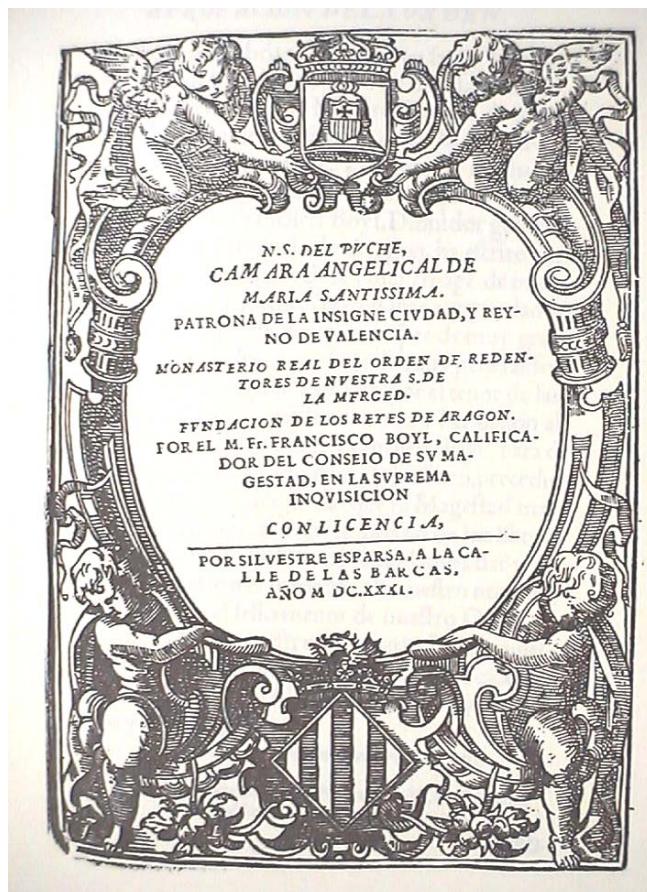 N.S. DEL PVCHE,
CAMARA ANGELICAL DE
MARIA SANTISSIMA.
PATRONA DE LA INSIGNE CIVDAD, Y REY-
NO DE VALENCIA.
MONASTERIO REAL DEL ORDEN DE REDEN-
TORES DE NVESTRA S. DE
LA MERCED.
FVNDACION DE LOS REYES DE ARAGON.
POR EL M. Fr. FRANCISCO BOYL, CALIFICA-
DOR DEL CONSEIO DE SV MA-
GESTAD, EN LA SVPREMA
INQVISICION
CON LICENCIA,
POR SILVESTRE ESPARSA, A LA CA-
LLE DE LAS BARCAS,
AÑO M DC.XXXI.